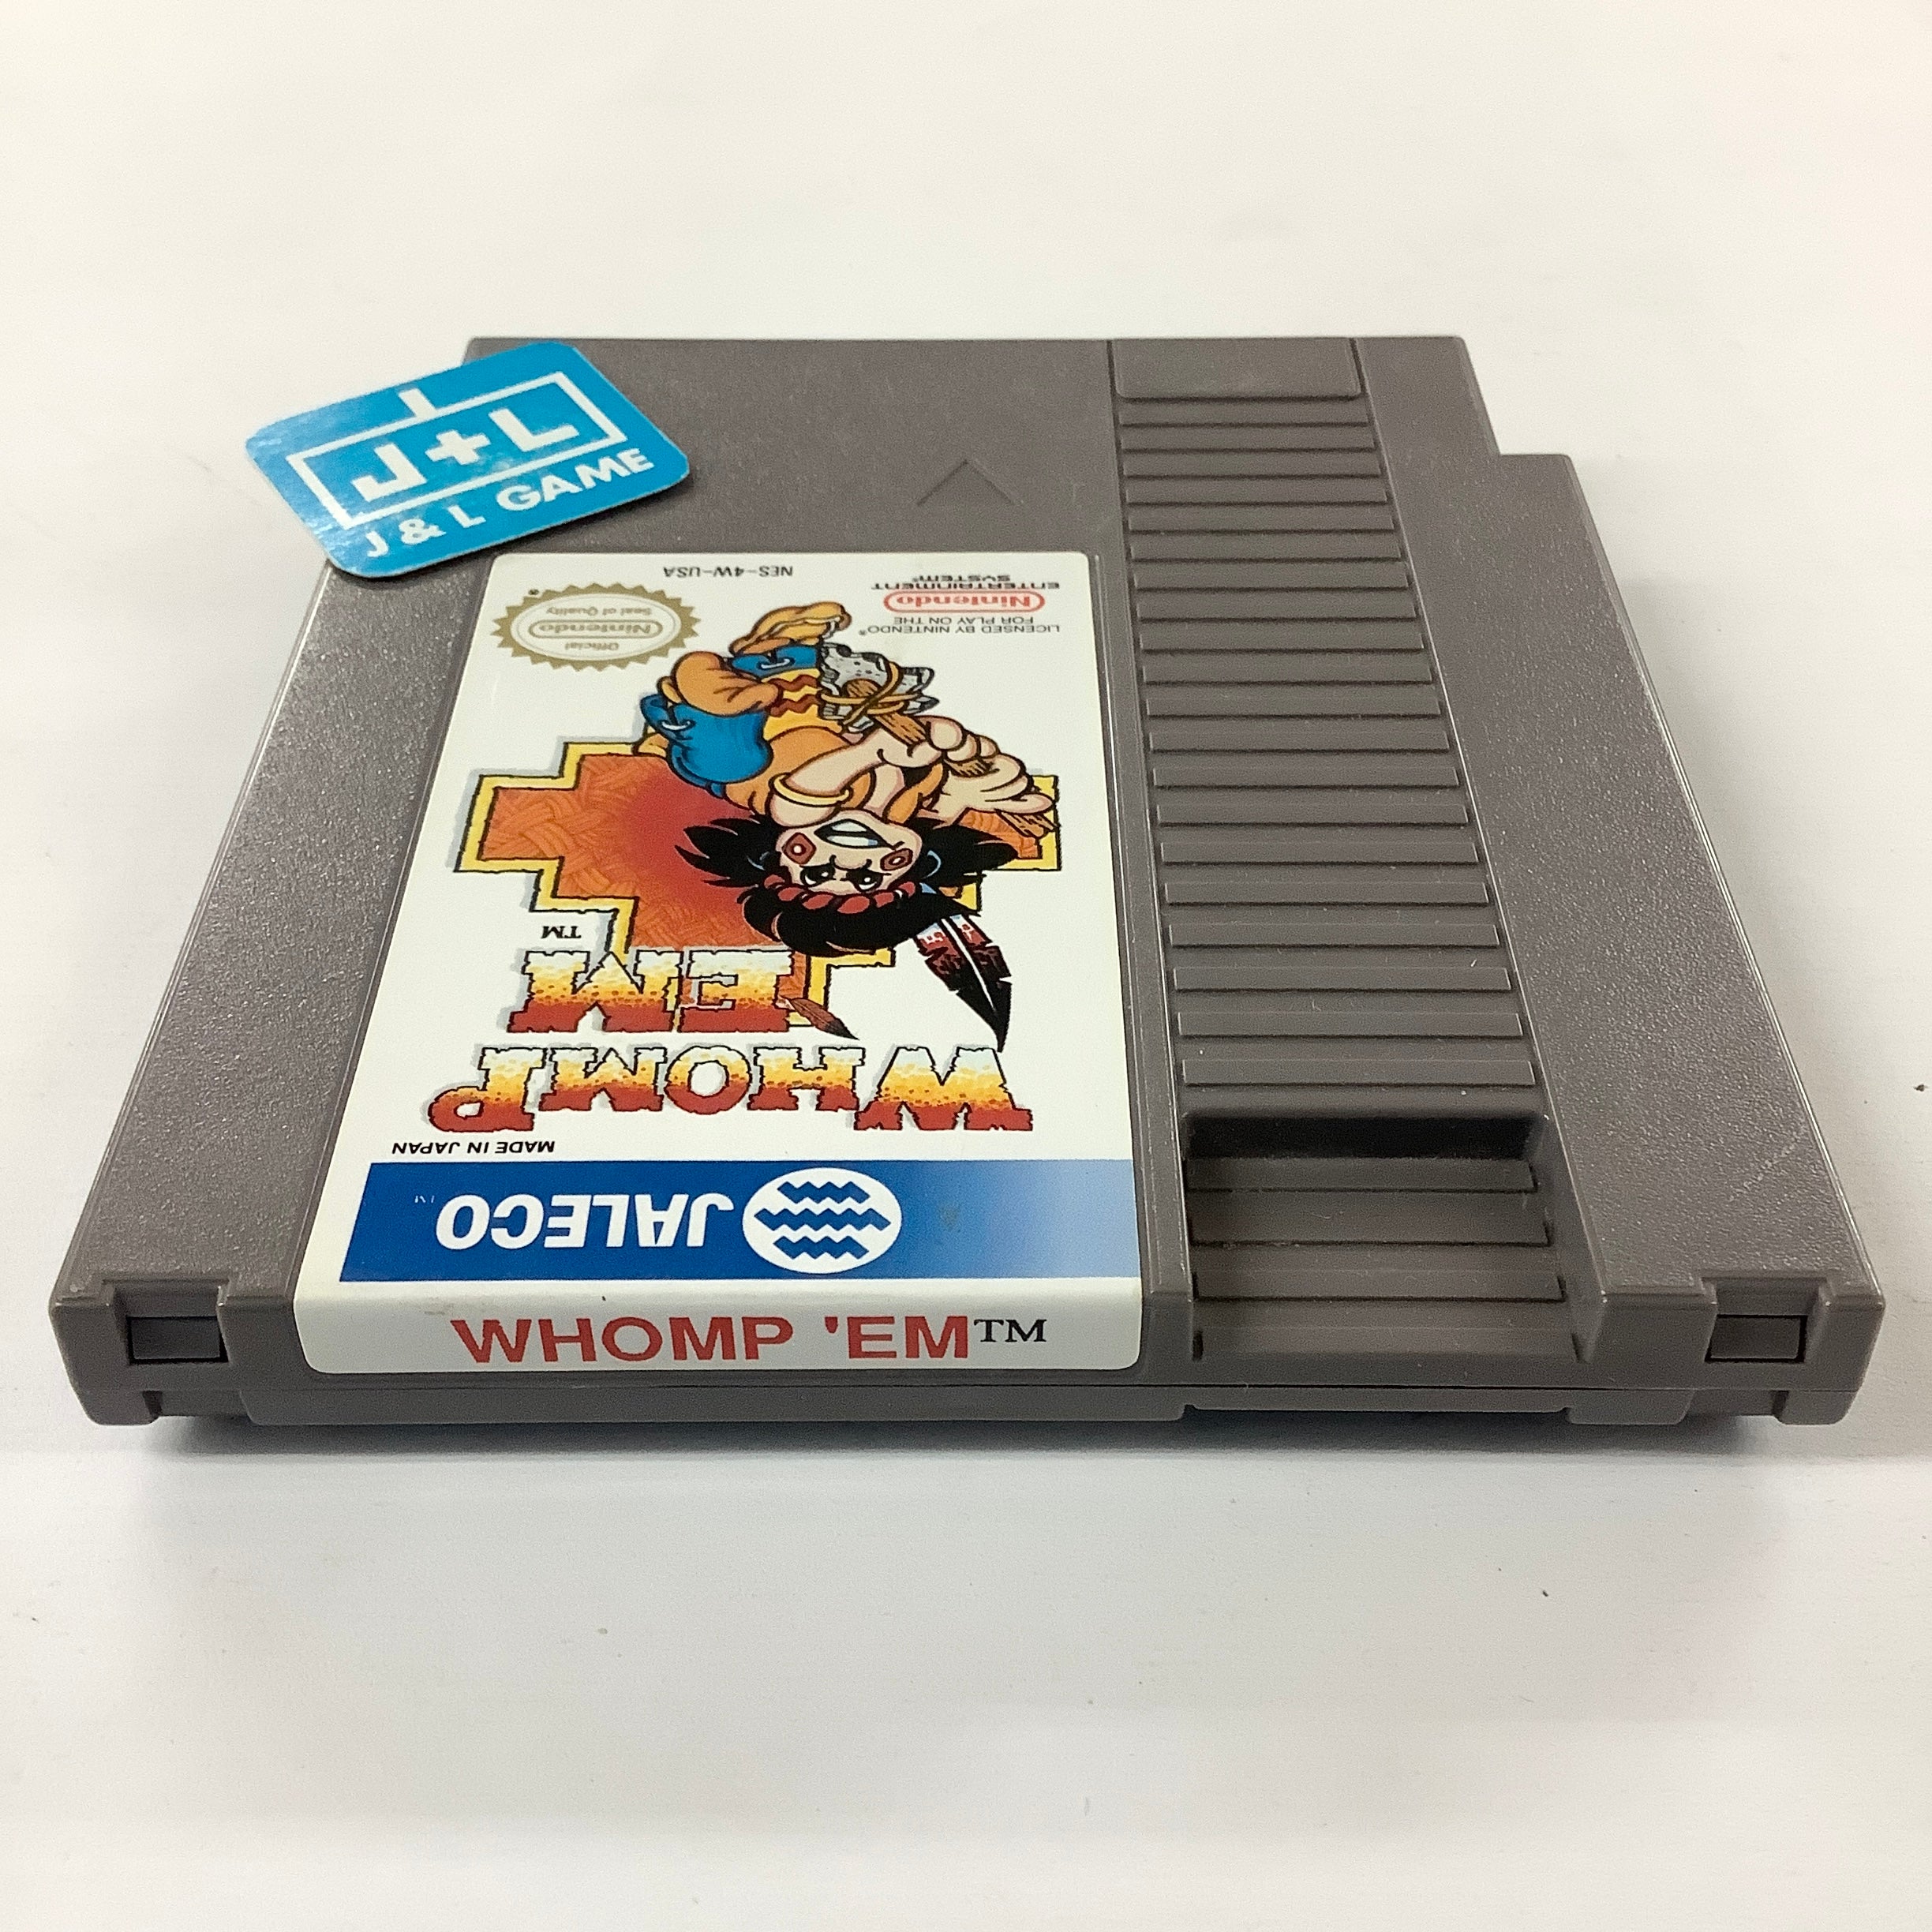 J+L
J & L GAME
WHOMP 'EM™
JALECO™
MADE IN JAPAN
WHOMP
'EM
TM
LICENSED BY NINTENDO®
FOR PLAY ON THE
Nintendo
ENTERTAINMENT
SYSTEM®
Official
Nintendo
Seal of Quality
®
NES-4W-USA